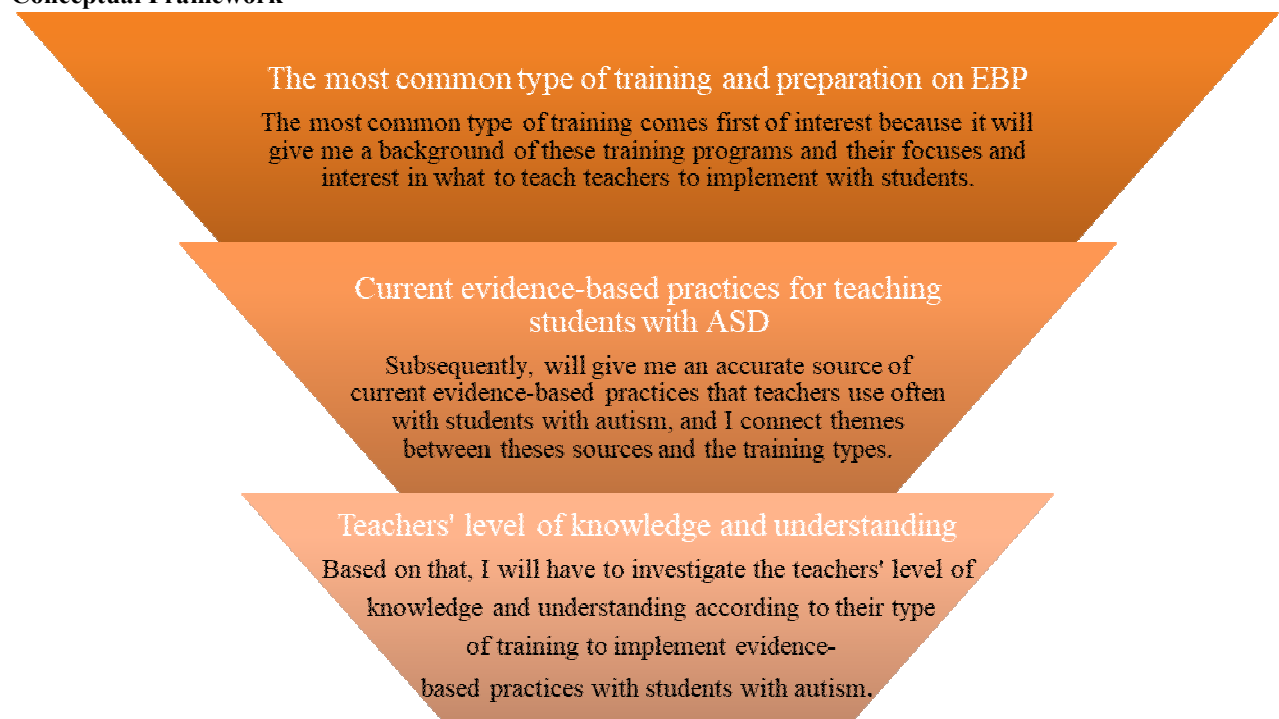 Conceptual Framework
The most common type of training and preparation on EBP
The most common type of training comes first of interest because it will
give me a background of these training programs and their focuses and
interest in what to teach teachers to implement with students.
Current evidence-based practices for teaching
students with ASD
Subsequently, will give me an accurate source of
current evidence-based practices that teachers use often
with students with autism, and I connect themes
between theses sources and the training types.
Teachers' level of knowledge and understanding
Based on that, I will have to investigate the teachers' level of
knowledge and understanding according to their type
of training to implement evidence-
based practices with students with autism.